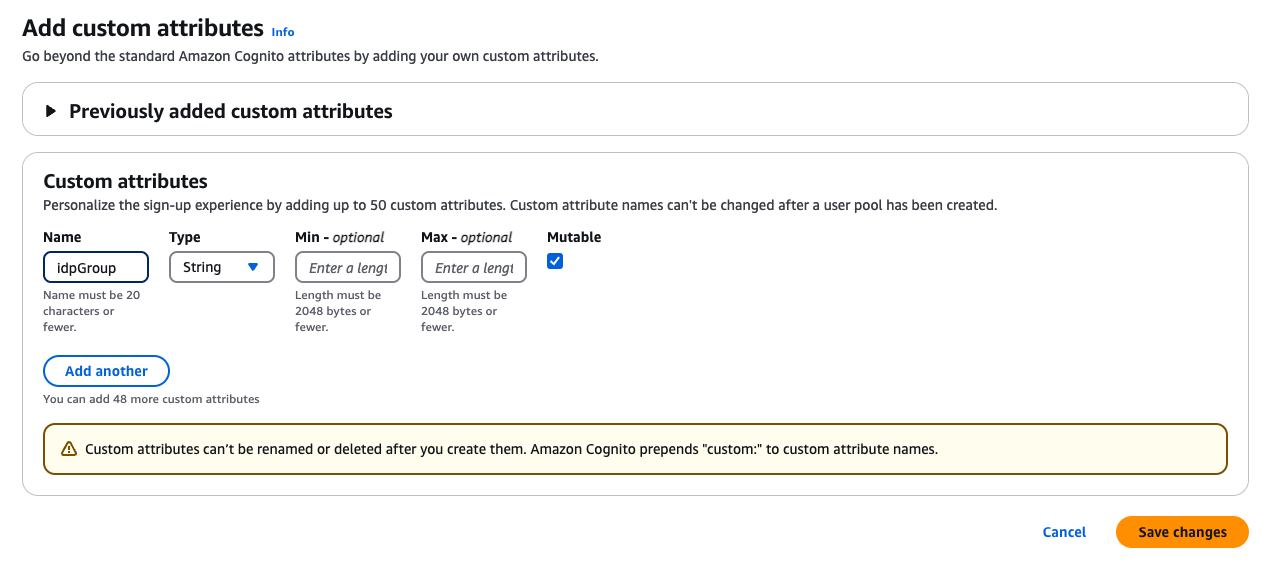 Add custom attributes Info
Go beyond the standard Amazon Cognito attributes by adding your own custom attributes.
Previously added custom attributes
Custom attributes
Personalize the sign-up experience by adding up to 50 custom attributes. Custom attribute names can't be changed after a user pool has been created.
Name Type Min - optional Max - optional Mutable
idpGroup String Enter a lengt Enter a lengt
Name must be 20 Length must be Length must be
characters or 2048 bytes or 2048 bytes or
fewer. fewer. fewer.
Add another
You can add 48 more custom attributes
Custom attributes can’t be renamed or deleted after you create them. Amazon Cognito prepends "custom:" to custom attribute names.
Cancel Save changes